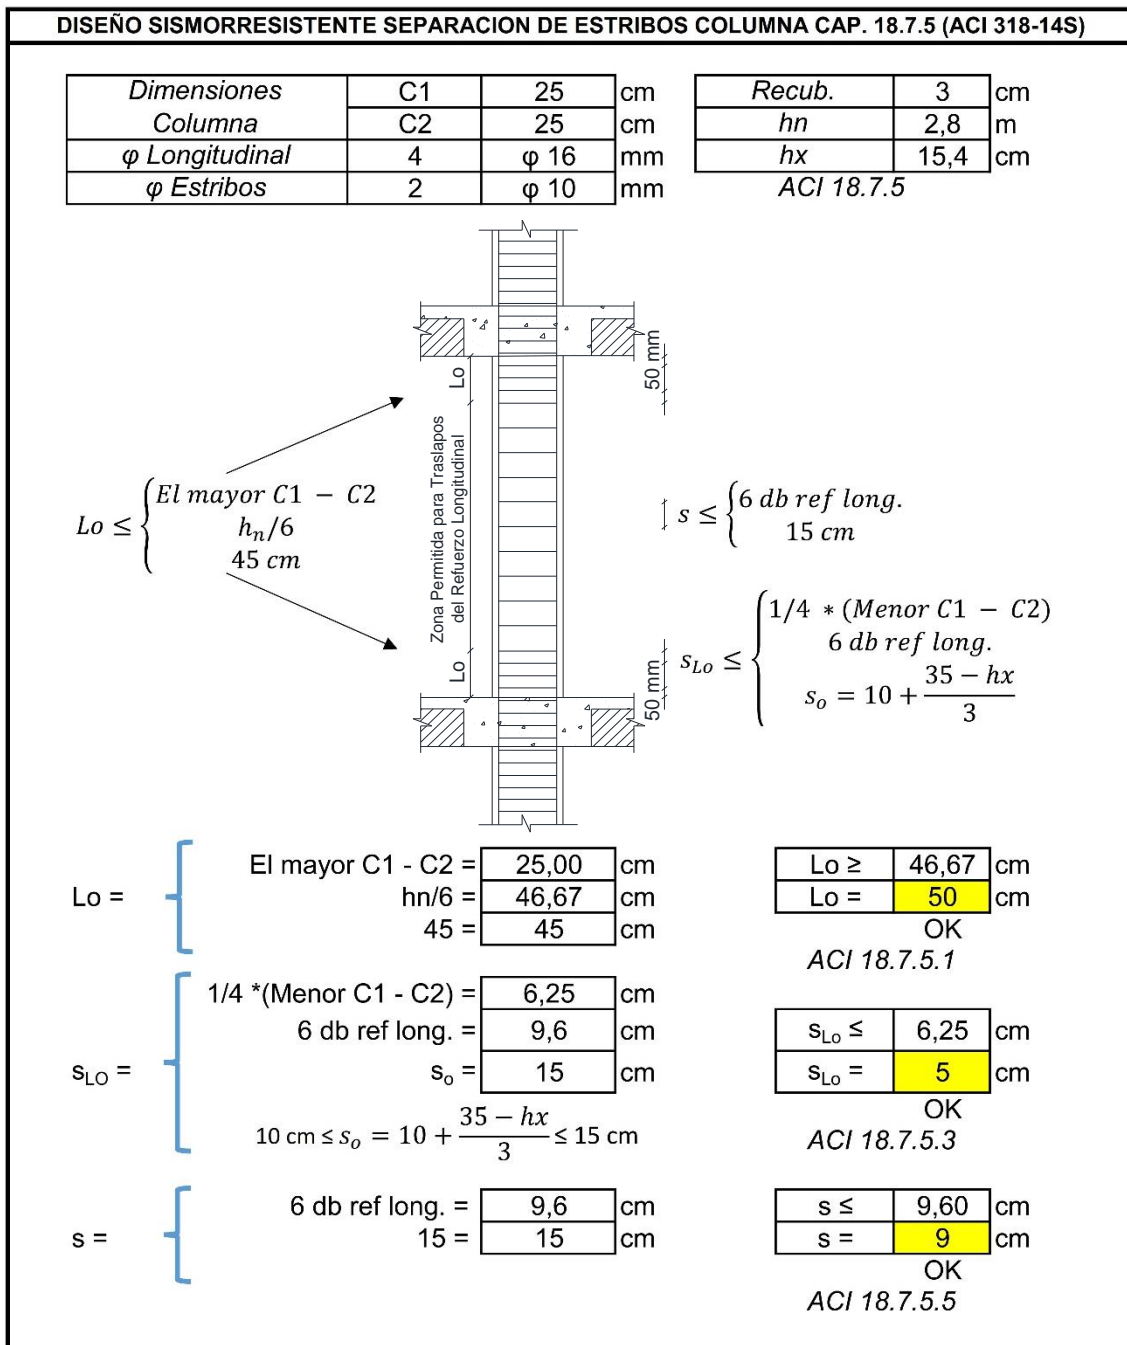 DISEÑO SISMORRESISTENTE SEPARACION DE ESTRIBOS COLUMNA CAP. 18.7.5 (ACI 318-14S)
Dimensiones C1 25 cm
Columna C2 25 cm
φ Longitudinal 4 φ 16 mm
φ Estribos 2 φ 10 mm
Recub. 3 cm
hn 2,8 m
hx 15,4 cm
ACI 18.7.5
Lo
50 mm
Zona Permitida para Traslapos
del Refuerzo Longitudinal
Lo
50 mm
Lo ≤ { El mayor C1 − C2
h_n/6
45 cm
s ≤ { 6 db ref long.
15 cm
s_Lo ≤ { 1/4 * (Menor C1 − C2)
6 db ref long.
s_o = 10 + (35 − hx)/3
Lo =
El mayor C1 - C2 = 25,00 cm
hn/6 = 46,67 cm
45 = 45 cm
Lo ≥ 46,67 cm
Lo = 50 cm
OK
ACI 18.7.5.1
s_LO =
1/4 *(Menor C1 - C2) = 6,25 cm
6 db ref long. = 9,6 cm
s_o = 15 cm
10 cm ≤ s_o = 10 + (35 − hx)/3 ≤ 15 cm
s_Lo ≤ 6,25 cm
s_Lo = 5 cm
OK
ACI 18.7.5.3
s =
6 db ref long. = 9,6 cm
15 = 15 cm
s ≤ 9,60 cm
s = 9 cm
OK
ACI 18.7.5.5